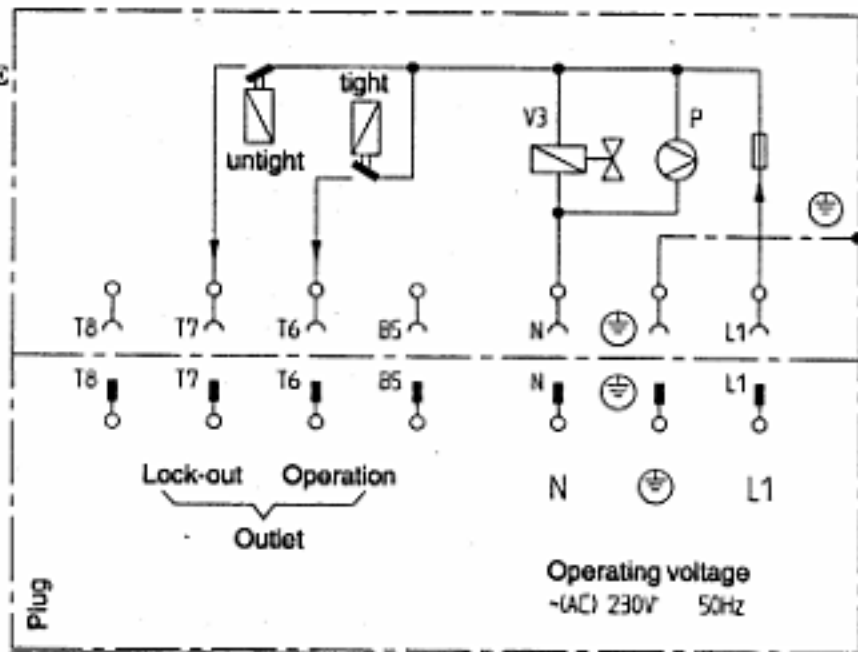 tight
V3
P
untight
T8
T7
T6
B5
N
L1
T8
T7
T6
B5
N
L1
Lock-out
Operation
N
L1
Outlet
Operating voltage
~(AC) 230V 50Hz
Plug